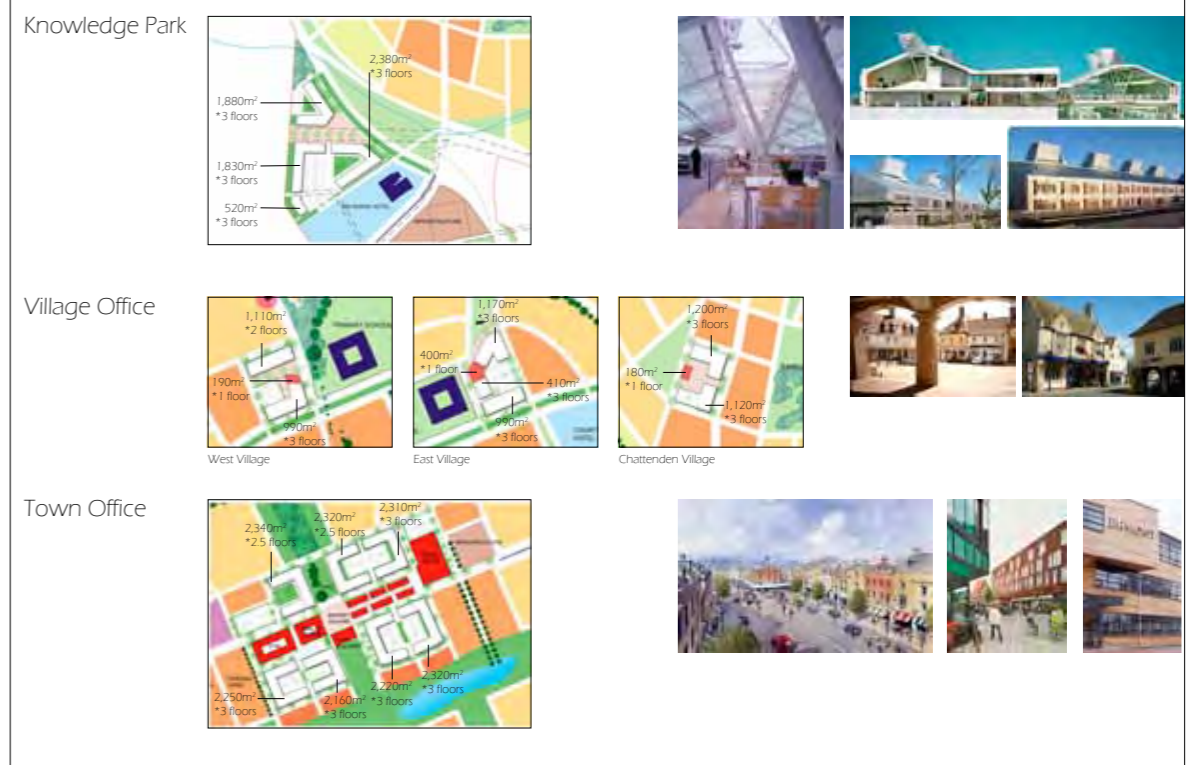 Knowledge Park
2,380m²
*3 floors
1,880m²
*3 floors
1,830m²
*3 floors
520m²
*3 floors
Village Office
1,110m²
*2 floors
PRIMARY SCHOOL
190m²
*1 floor
990m²
*3 floors
West Village
1,170m²
*3 floors
400m²
*1 floor
410m²
*3 floors
990m²
*3 floors
East Village
1,200m²
*3 floors
180m²
*1 floor
1,120m²
*3 floors
Chattenden Village
Town Office
2,310m²
*3 floors
2,320m²
*2.5 floors
2,340m²
*2.5 floors
2,320m²
*3 floors
2,220m²
*3 floors
2,160m²
*3 floors
2,250m²
*3 floors